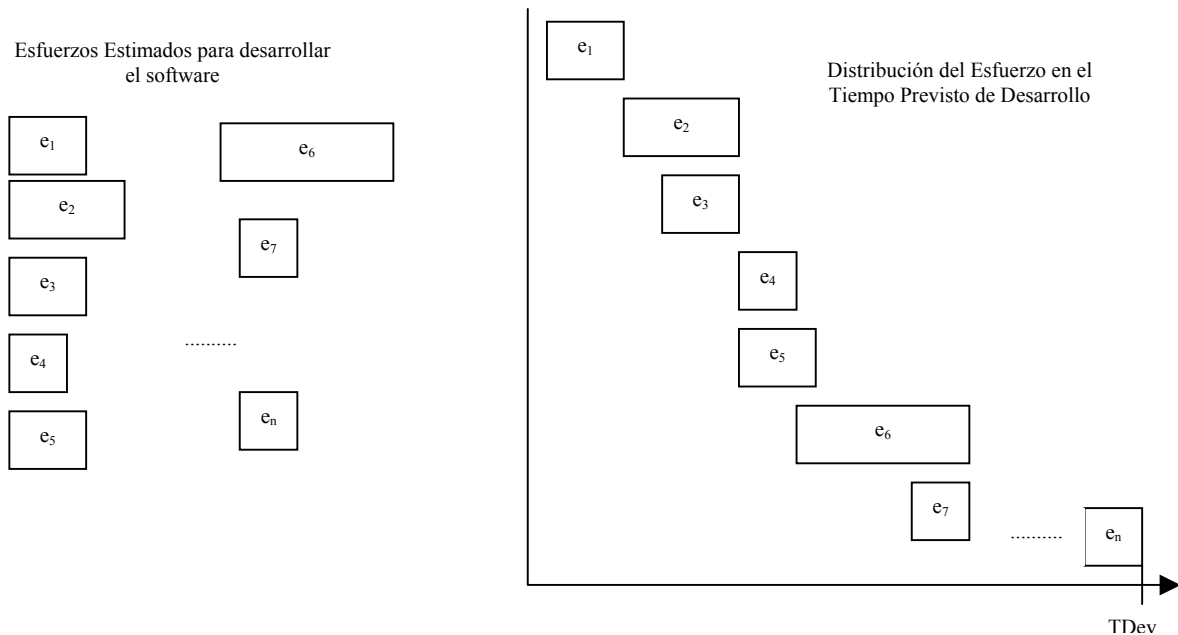 Esfuerzos Estimados para desarrollar
el software
e₁
e₂
e₃
e₄
e₅
e₆
e₇
..........
eₙ
Distribución del Esfuerzo en el
Tiempo Previsto de Desarrollo
e₁
e₂
e₃
e₄
e₅
e₆
e₇
..........
eₙ
TDev